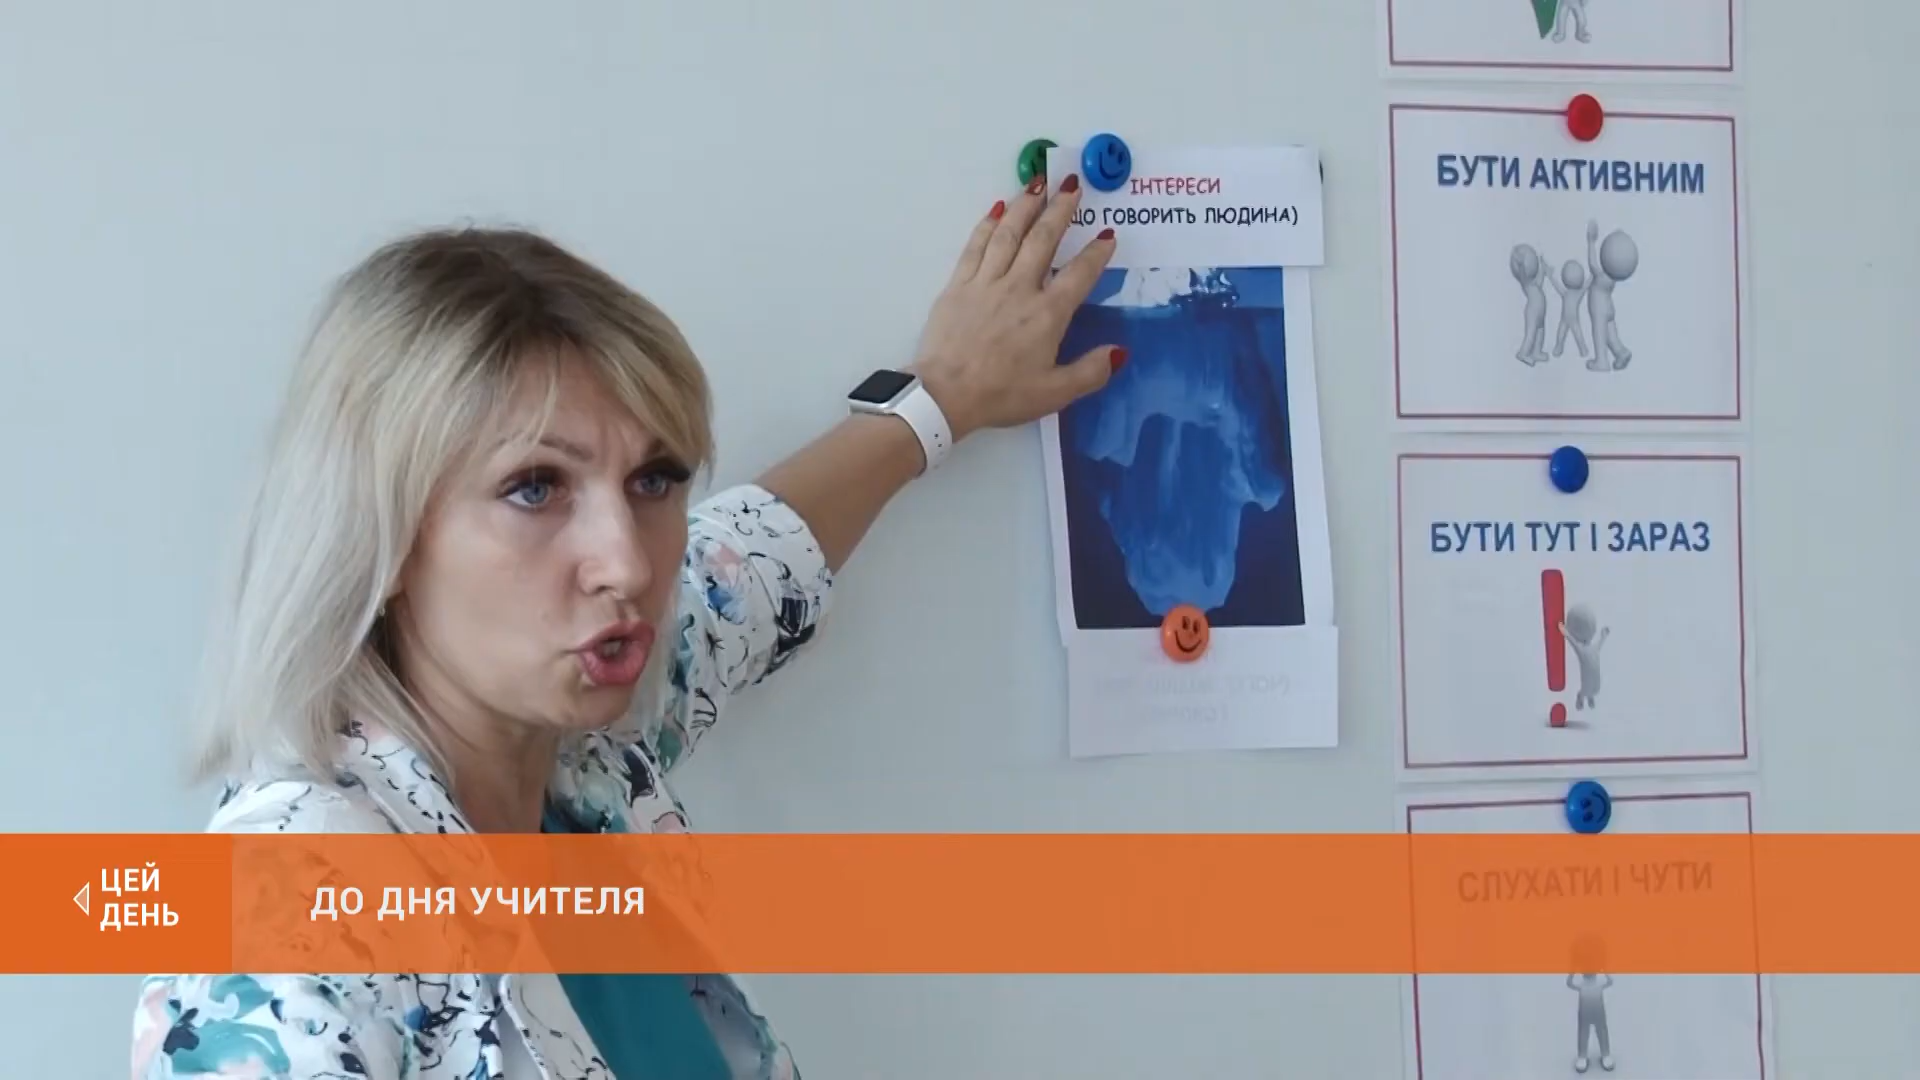 ІНТЕРЕСИ
ЩО ГОВОРИТЬ ЛЮДИНА)
БУТИ АКТИВНИМ
БУТИ ТУТ І ЗАРАЗ
СЛУХАТИ І ЧУТИ
ЦЕЙ
ДЕНЬ
ДО ДНЯ УЧИТЕЛЯ